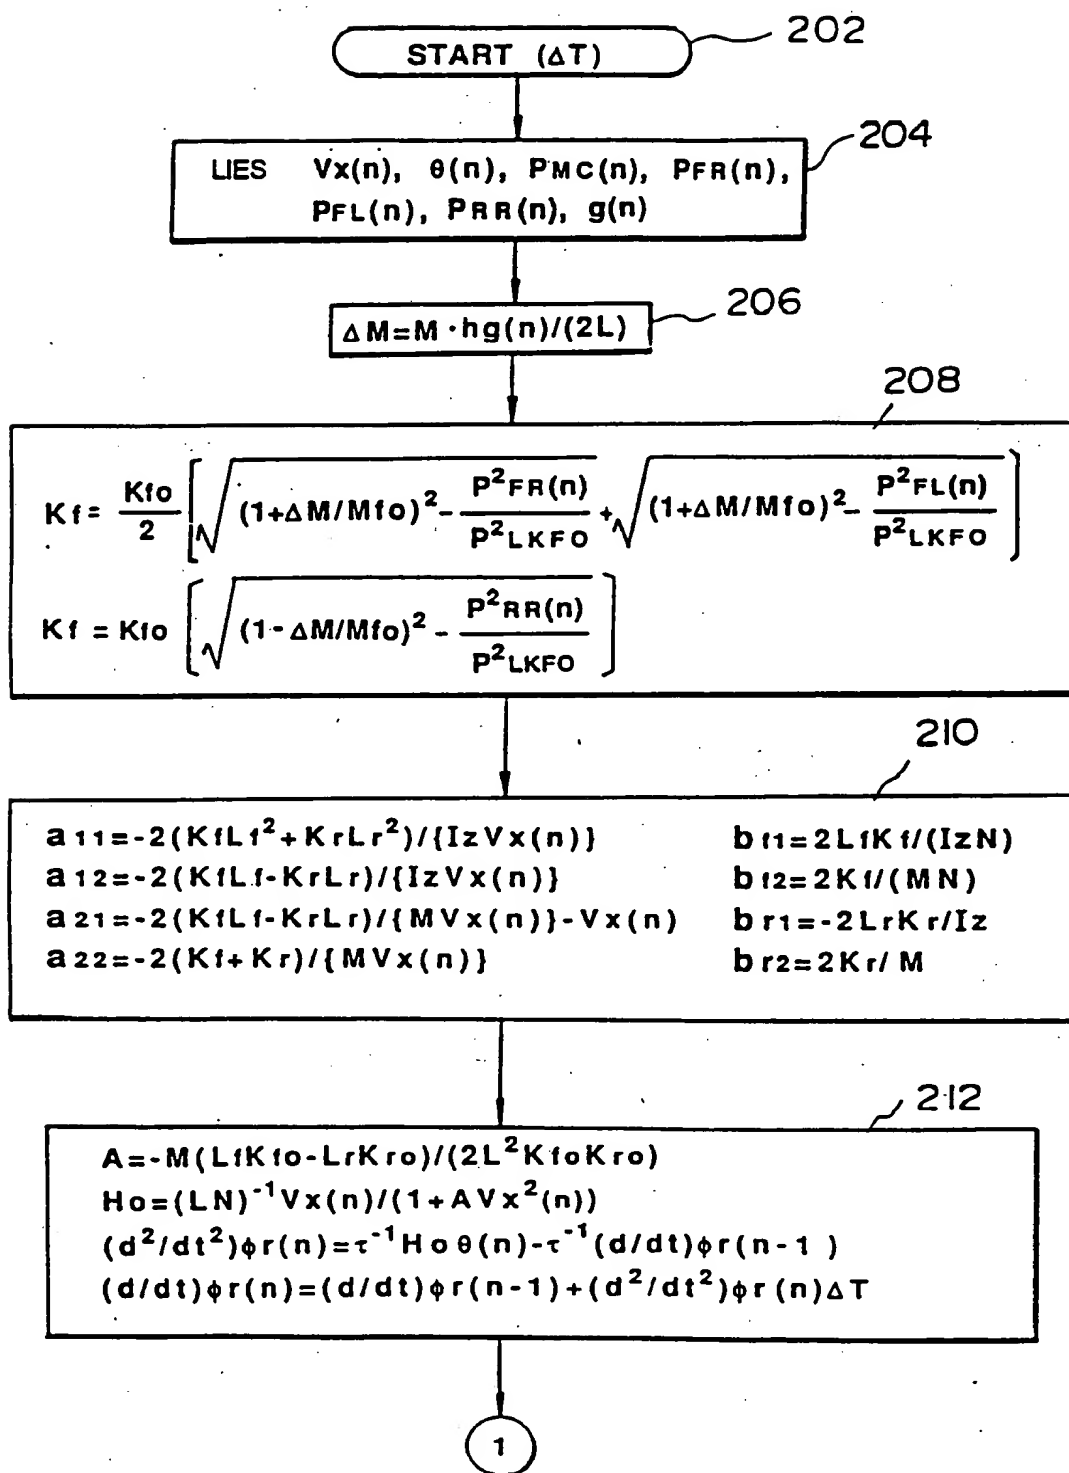 START (ΔT)
202
204
LIES Vx(n), θ(n), PMC(n), PFR(n),
PFL(n), PRR(n), g(n)
206
ΔM=M·hg(n)/(2L)
208
Kf= Kfo/2 [√((1+ΔM/Mfo)²- P²FR(n)/P²LKFO) + √((1+ΔM/Mfo)²- P²FL(n)/P²LKFO)]
Kf = Kfo [√((1-ΔM/Mfo)² - P²RR(n)/P²LKFO)]
210
a11=-2(KfLf²+KrLr²)/{IzVx(n)} bf1=2LfKf/(IzN)
a12=-2(KfLf-KrLr)/{IzVx(n)} bf2=2Kf/(MN)
a21=-2(KfLf-KrLr)/{MVx(n)}-Vx(n) br1=-2LrKr/Iz
a22=-2(Kf+Kr)/{MVx(n)} br2=2Kr/M
212
A=-M(LfKfo-LrKro)/(2L²KfoKro)
Ho=(LN)⁻¹Vx(n)/(1+AVx²(n))
(d²/dt²)φr(n)=τ⁻¹Hoθ(n)-τ⁻¹(d/dt)φr(n-1)
(d/dt)φr(n)=(d/dt)φr(n-1)+(d²/dt²)φr(n)ΔT
1